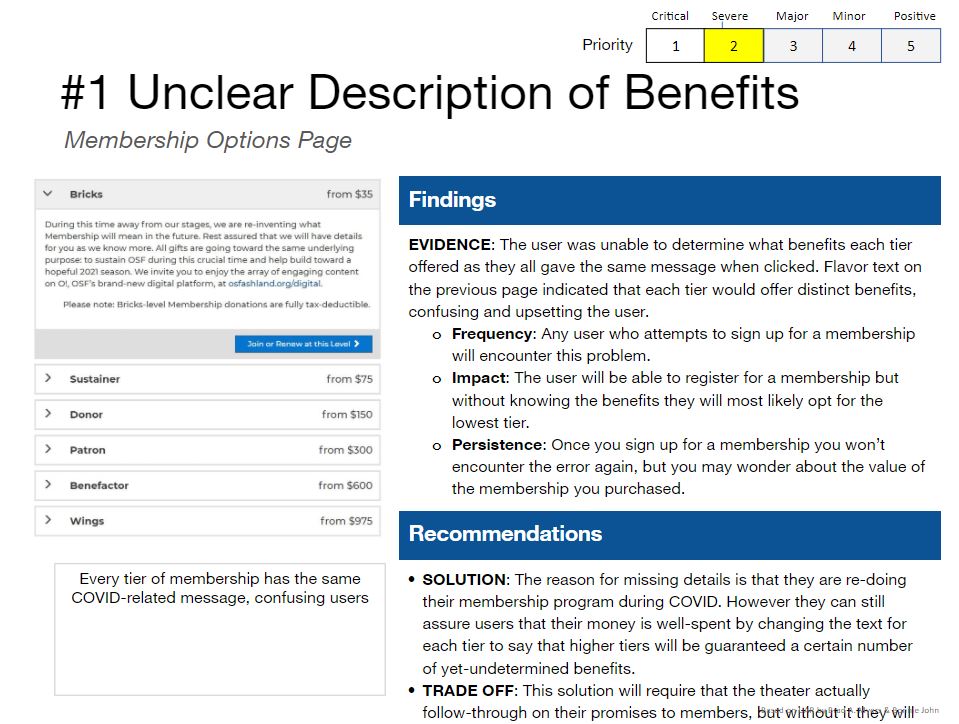 Critical Severe Major Minor Positive
Priority 1 2 3 4 5
#1 Unclear Description of Benefits
Membership Options Page
Bricks from $35
During this time away from our stages, we are re-inventing what
Membership will mean in the future. Rest assured that we will have details
for you as we know more. All gifts are going toward the same underlying
purpose: to sustain OSF during this crucial time and help build toward a
hopeful 2021 season. We invite you to enjoy the array of engaging content
on O!, OSF's brand-new digital platform, at osfashland.org/digital.
Please note: Bricks-level Membership donations are fully tax-deductible.
Join or Renew at this Level
Sustainer from $75
Donor from $150
Patron from $300
Benefactor from $600
Wings from $975
Every tier of membership has the same
COVID-related message, confusing users
Findings
EVIDENCE: The user was unable to determine what benefits each tier
offered as they all gave the same message when clicked. Flavor text on
the previous page indicated that each tier would offer distinct benefits,
confusing and upsetting the user.
o Frequency: Any user who attempts to sign up for a membership
will encounter this problem.
o Impact: The user will be able to register for a membership but
without knowing the benefits they will most likely opt for the
lowest tier.
o Persistence: Once you sign up for a membership you won't
encounter the error again, but you may wonder about the value of
the membership you purchased.
Recommendations
• SOLUTION: The reason for missing details is that they are re-doing
their membership program during COVID. However they can still
assure users that their money is well-spent by changing the text for
each tier to say that higher tiers will be guaranteed a certain number
of yet-undetermined benefits.
• TRADE OFF: This solution will require that the theater actually
follow-through on their promises to members, but without it they will
John